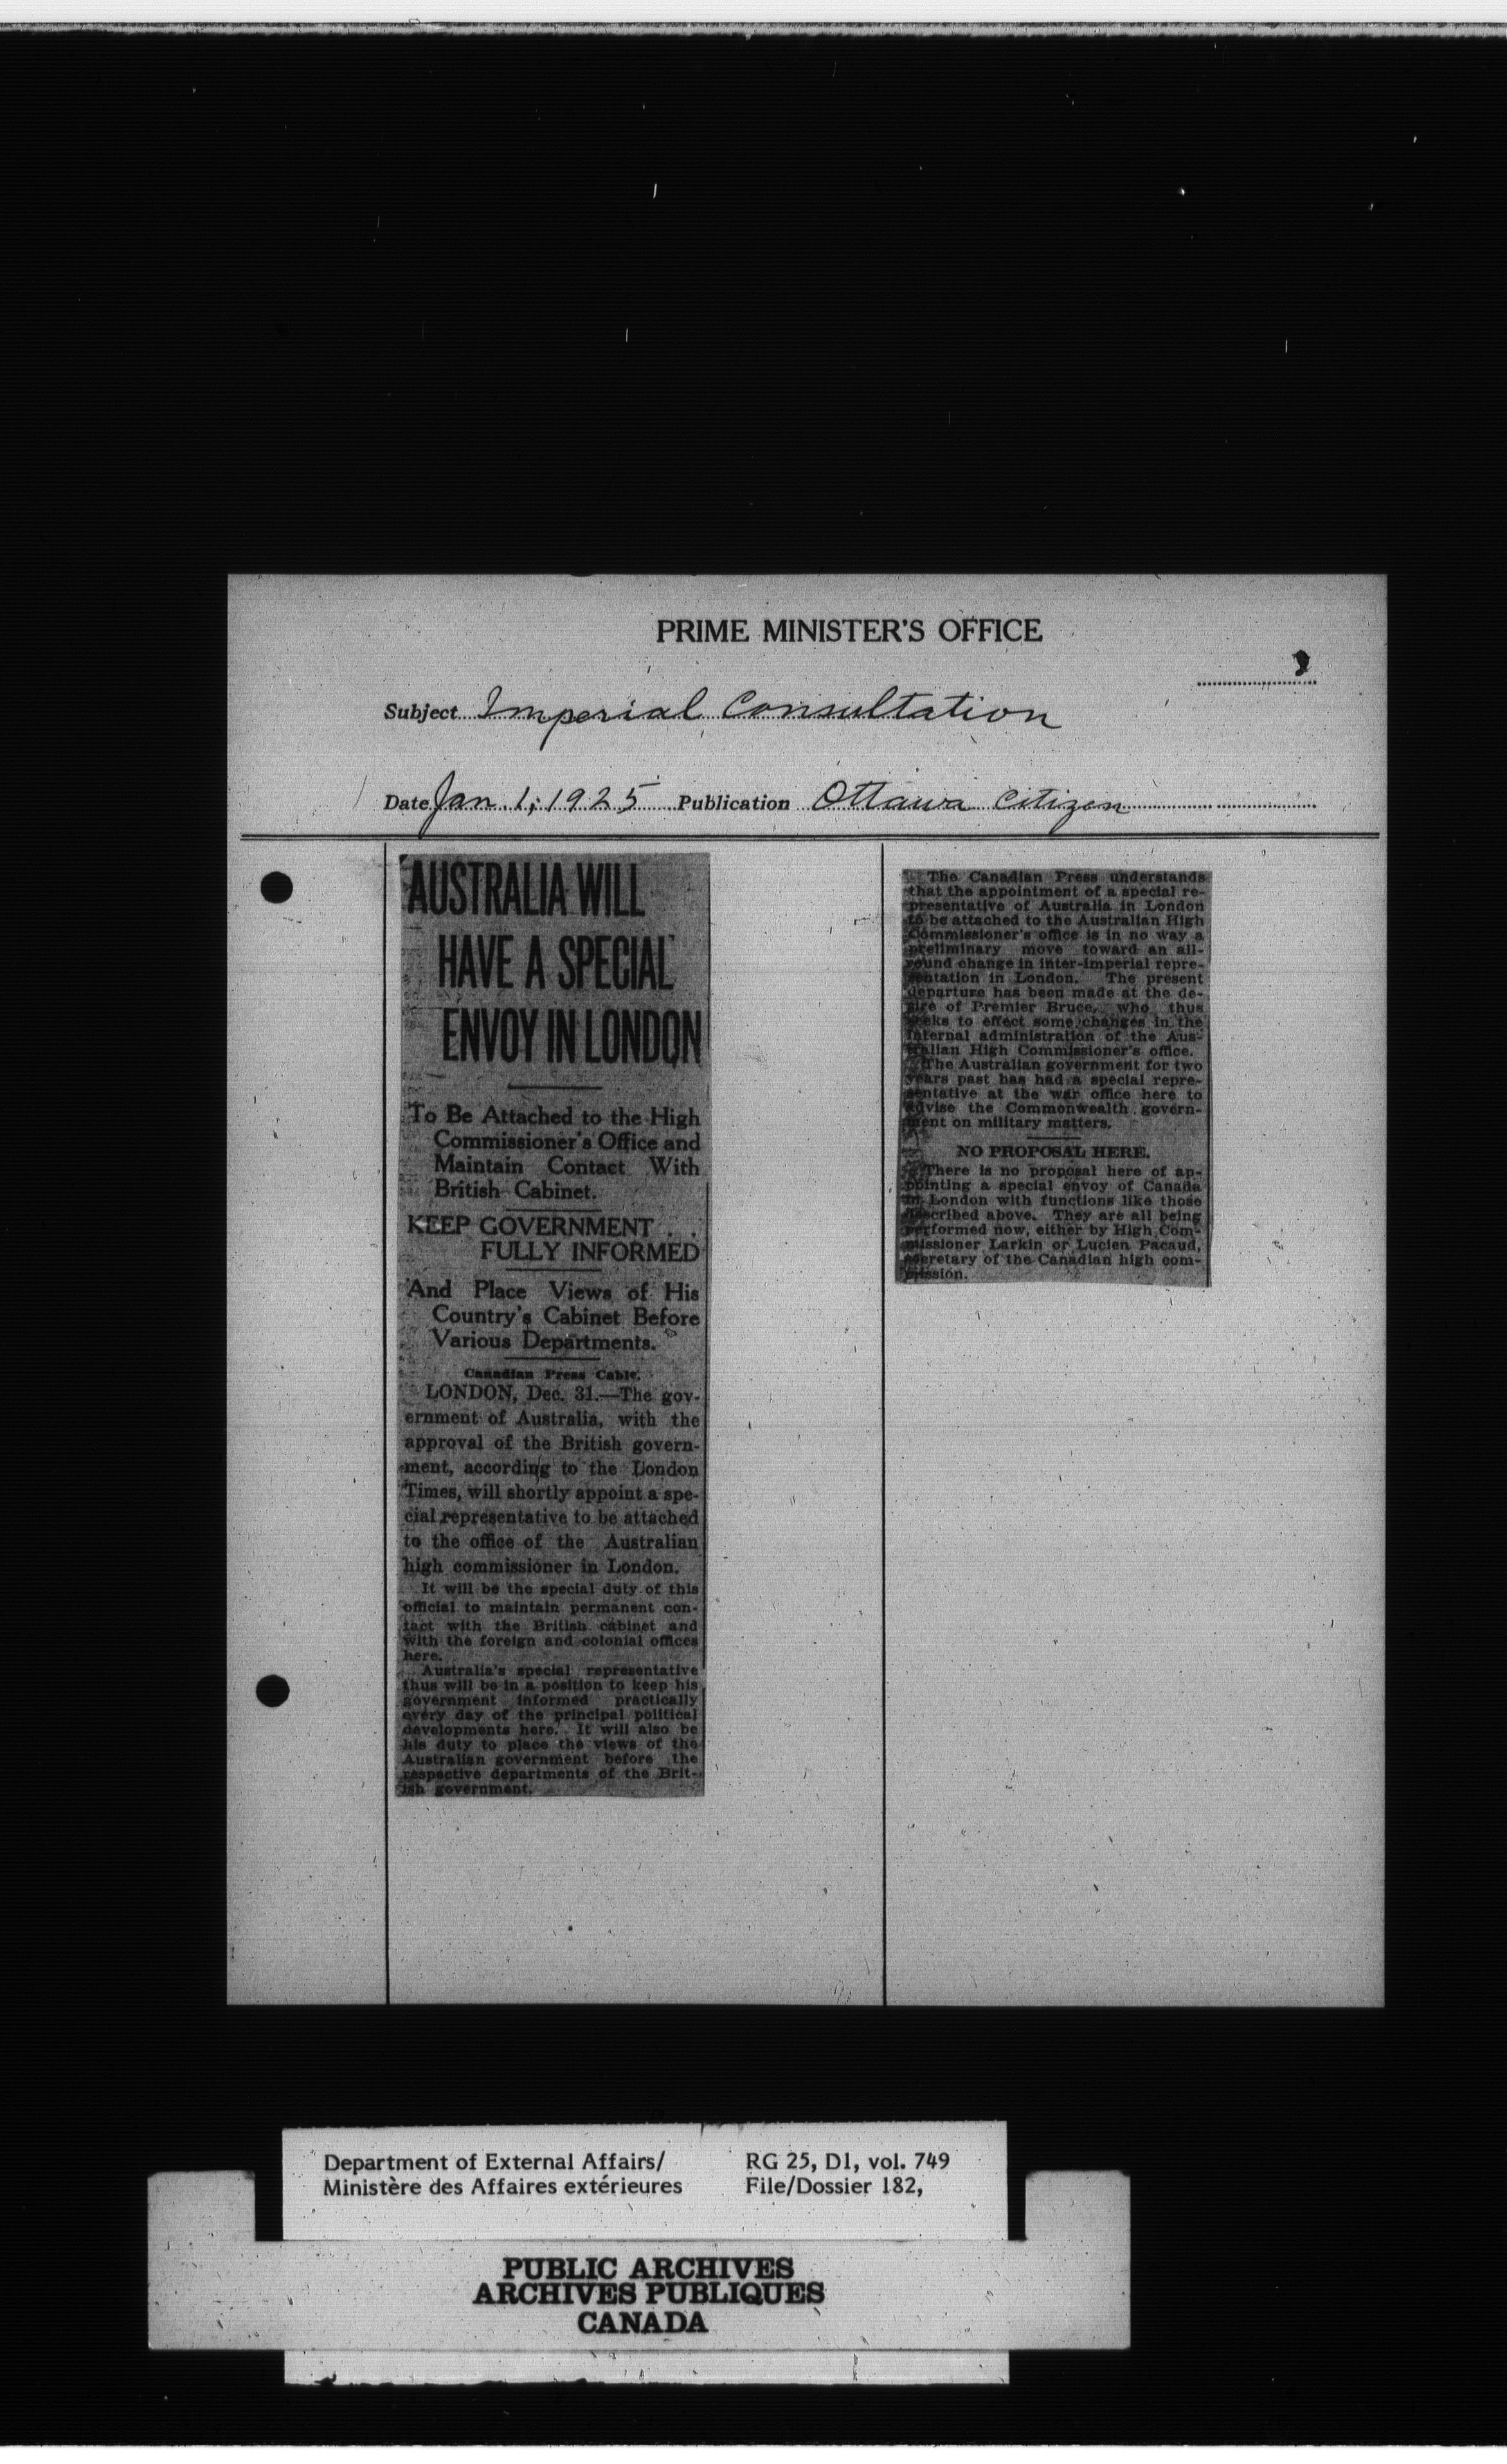 PRIME MINISTER'S OFFICE
Subject Imperial Consultation
Date Jan 1, 1925 Publication Ottawa Citizen
AUSTRALIA WILL
HAVE A SPECIAL
ENVOY IN LONDON
To Be Attached to the High
Commissioner's Office and
Maintain Contact With
British Cabinet.
KEEP GOVERNMENT
FULLY INFORMED
And Place Views of His
Country's Cabinet Before
Various Departments.
Canadian Press Cable.
LONDON, Dec. 31.—The gov-
ernment of Australia, with the
approval of the British govern-
ment, according to the London
Times, will shortly appoint a spe-
cial representative to be attached
to the office of the Australian
high commissioner in London.
It will be the special duty of this
official to maintain permanent con-
tact with the British cabinet and
with the foreign and colonial offices
here.
Australia's special representative
thus will be in a position to keep his
government informed practically
every day of the principal political
developments here. It will also be
his duty to place the views of the
Australian government before the
respective departments of the Brit-
ish government.
The Canadian Press understands
that the appointment of a special re-
presentative of Australia in London
to be attached to the Australian High
Commissioner's office is in no way a
preliminary move toward an all-
round change in inter-imperial repre-
sentation in London. The present
departure has been made at the de-
sire of Premier Bruce, who thus
seeks to effect some changes in the
internal administration of the Aus-
tralian High Commissioner's office.
The Australian government for two
years past has had a special repre-
sentative at the war office here to
advise the Commonwealth govern-
ment on military matters.
NO PROPOSAL HERE.
There is no proposal here of ap-
pointing a special envoy of Canada
in London with functions like those
described above. They are all being
performed now, either by High Com-
missioner Larkin or Lucien Pacaud,
secretary of the Canadian high com-
mission.
Department of External Affairs/ RG 25, D1, vol. 749
Ministère des Affaires extérieures File/Dossier 182,
PUBLIC ARCHIVES
ARCHIVES PUBLIQUES
CANADA